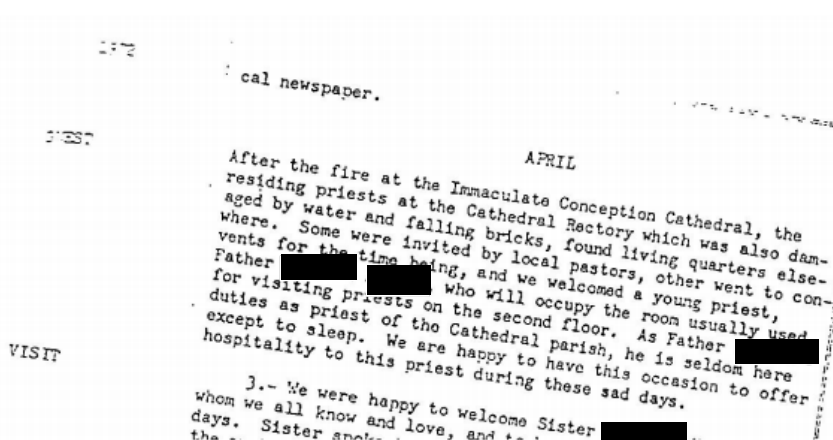 1972
cal newspaper.
APRIL
After the fire at the Immaculate Conception Cathedral, the
residing priests at the Cathedral Rectory which was also dam-
aged by water and falling bricks, found living quarters else-
where. Some were invited by local pastors, other went to con-
vents for the time being, and we welcomed a young priest,
Father who will occupy the room usually used
for visiting priests on the second floor. As Father
duties as priest of the Cathedral parish, he is seldom here
except to sleep. We are happy to have this occasion to offer
hospitality to this priest during these sad days.
VISIT
3.- We were happy to welcome Sister
whom we all know and love, and to
days. Sister spoke